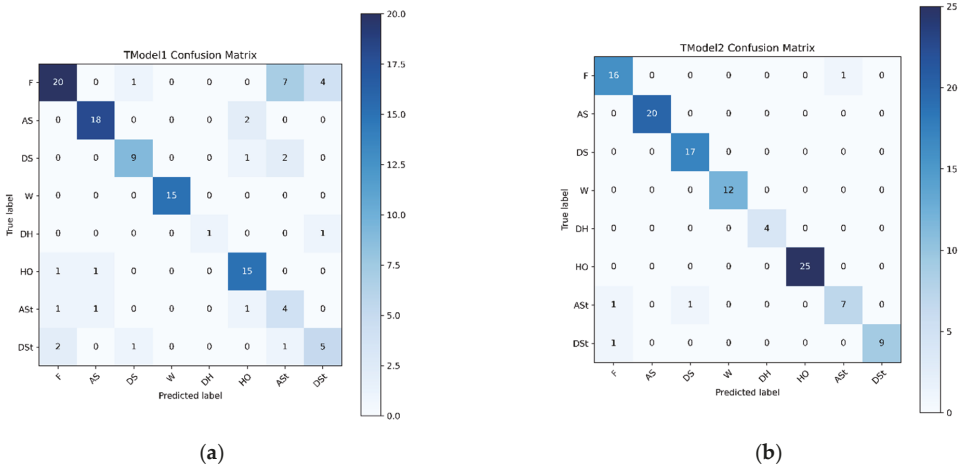 TModel1 Confusion Matrix
F 20 0 1 0 0 0 7 4
AS 0 18 0 0 0 2 0 0
DS 0 0 9 0 0 1 2 0
W 0 0 0 15 0 0 0 0
DH 0 0 0 0 1 0 0 1
HO 1 1 0 0 0 15 0 0
ASt 1 1 0 0 0 1 4 0
DSt 2 0 1 0 0 0 1 5
F AS DS W DH HO ASt DSt
True label
Predicted label
20.0
17.5
15.0
12.5
10.0
7.5
5.0
2.5
0.0
(a)
TModel2 Confusion Matrix
F 16 0 0 0 0 0 1 0
AS 0 20 0 0 0 0 0 0
DS 0 0 17 0 0 0 0 0
W 0 0 0 12 0 0 0 0
DH 0 0 0 0 4 0 0 0
HO 0 0 0 0 0 25 0 0
ASt 1 0 1 0 0 0 7 0
DSt 1 0 0 0 0 0 0 9
F AS DS W DH HO ASt DSt
True label
Predicted label
25
20
15
10
5
0
(b)